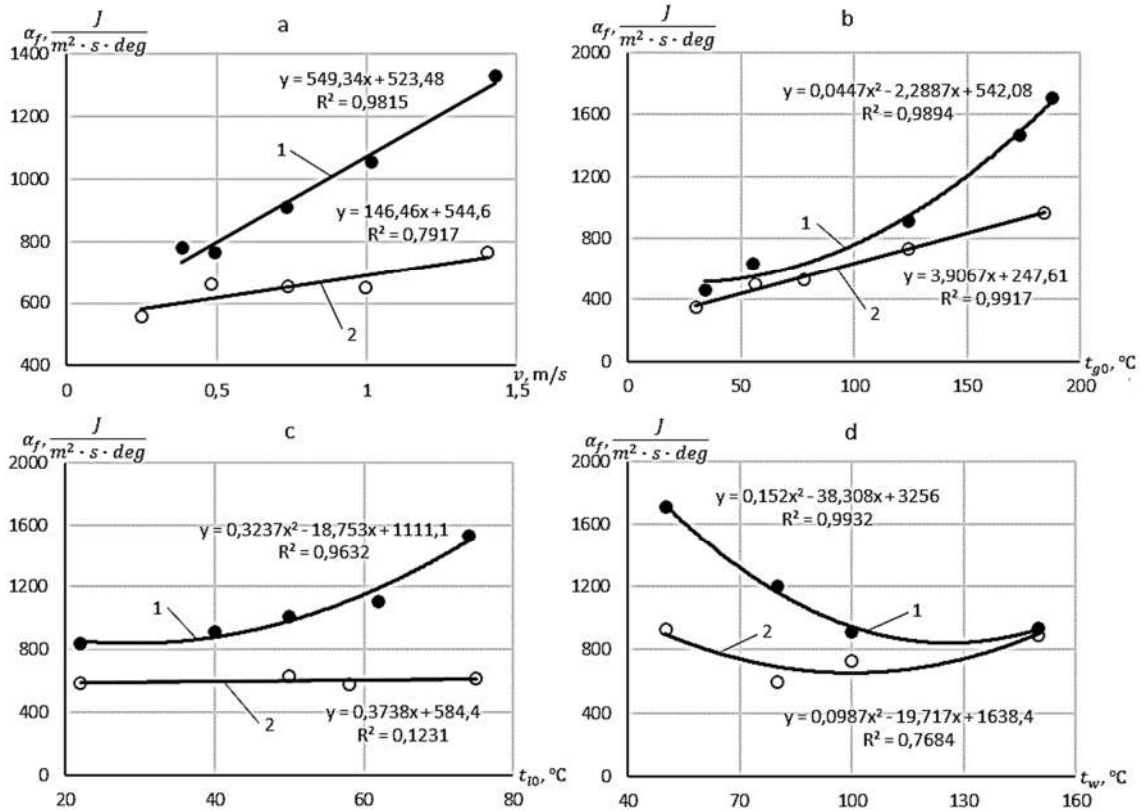 α_f, J / m² · s · deg
a
1400
1200
1000
800
600
400
0
0,5
1
1,5
v, m/s
y = 549,34x + 523,48
R² = 0,9815
1
y = 146,46x + 544,6
R² = 0,7917
2
α_f, J / m² · s · deg
b
2000
1600
1200
800
400
0
0
50
100
150
200
t_g0, °C
y = 0,0447x² - 2,2887x + 542,08
R² = 0,9894
1
y = 3,9067x + 247,61
R² = 0,9917
2
α_f, J / m² · s · deg
c
2000
1600
1200
800
400
0
20
40
60
80
t_l0, °C
y = 0,3237x² - 18,753x + 1111,1
R² = 0,9632
1
2
y = 0,3738x + 584,4
R² = 0,1231
α_f, J / m² · s · deg
d
2000
1600
1200
800
400
0
40
70
100
130
160
t_w, °C
y = 0,152x² - 38,308x + 3256
R² = 0,9932
1
2
y = 0,0987x² - 19,717x + 1638,4
R² = 0,7684